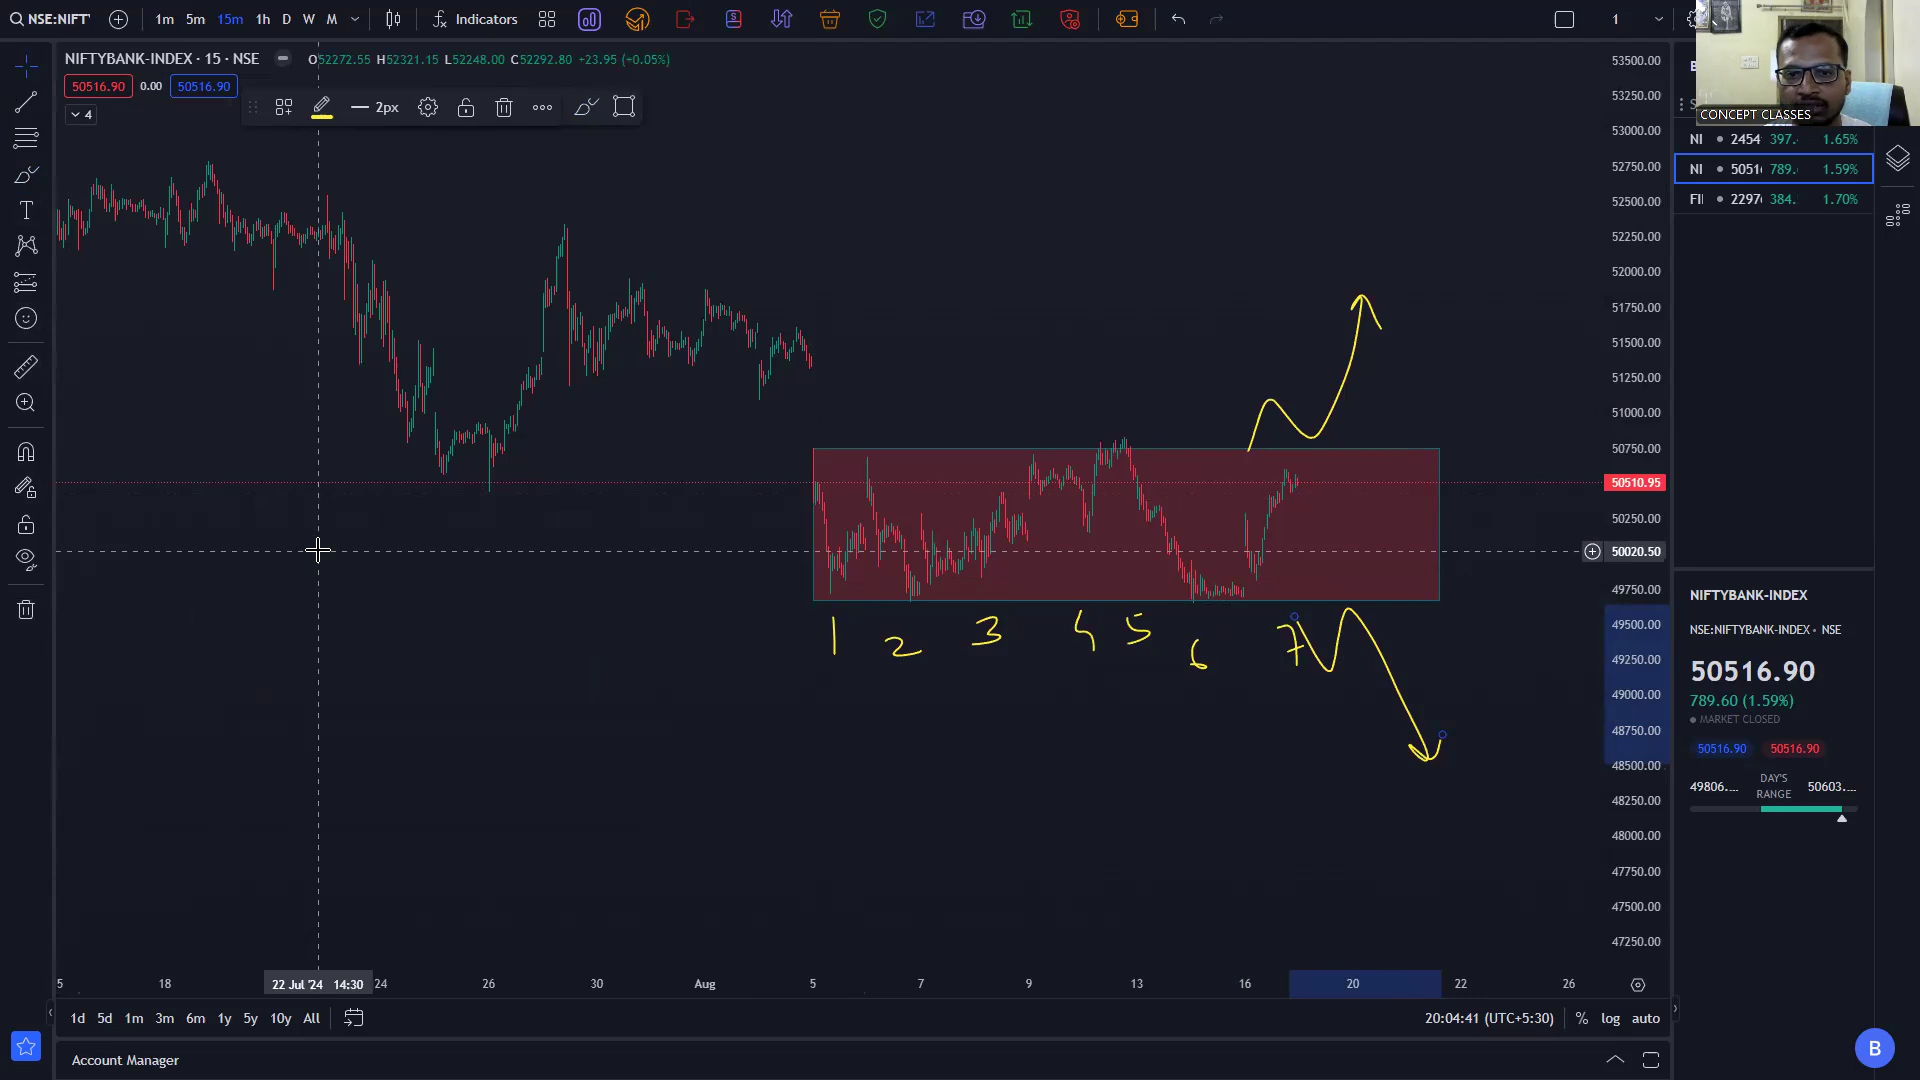 NSE:NIFT
1m 5m 15m 1h D W M Indicators 1
NIFTYBANK-INDEX · 15 · NSE O52272.55 H52321.15 L52248.00 C52292.80 +23.95 (+0.05%)
50516.90 0.00 50516.90
2px
4
CONCEPT CLASSES
NI 2454 397. 1.65%
NI 5051 789. 1.59%
FI 2297 384. 1.70%
53500.00
53250.00
53000.00
52750.00
52500.00
52250.00
52000.00
51750.00
51500.00
51250.00
51000.00
50750.00
50510.95
50250.00
50020.50
49750.00
49500.00
49250.00
49000.00
48750.00
48500.00
48250.00
48000.00
47750.00
47500.00
47250.00
1 2 3 4 5 6 7
NIFTYBANK-INDEX
NSE:NIFTYBANK-INDEX • NSE
50516.90
789.60 (1.59%)
MARKET CLOSED
50516.90 50516.90
49806.... DAY'S RANGE 50603....
5 18 22 Jul '24 14:30 24 26 30 Aug 5 7 9 13 16 20 22 26
1d 5d 1m 3m 6m 1y 5y 10y All 20:04:41 (UTC+5:30) % log auto
Account Manager
B